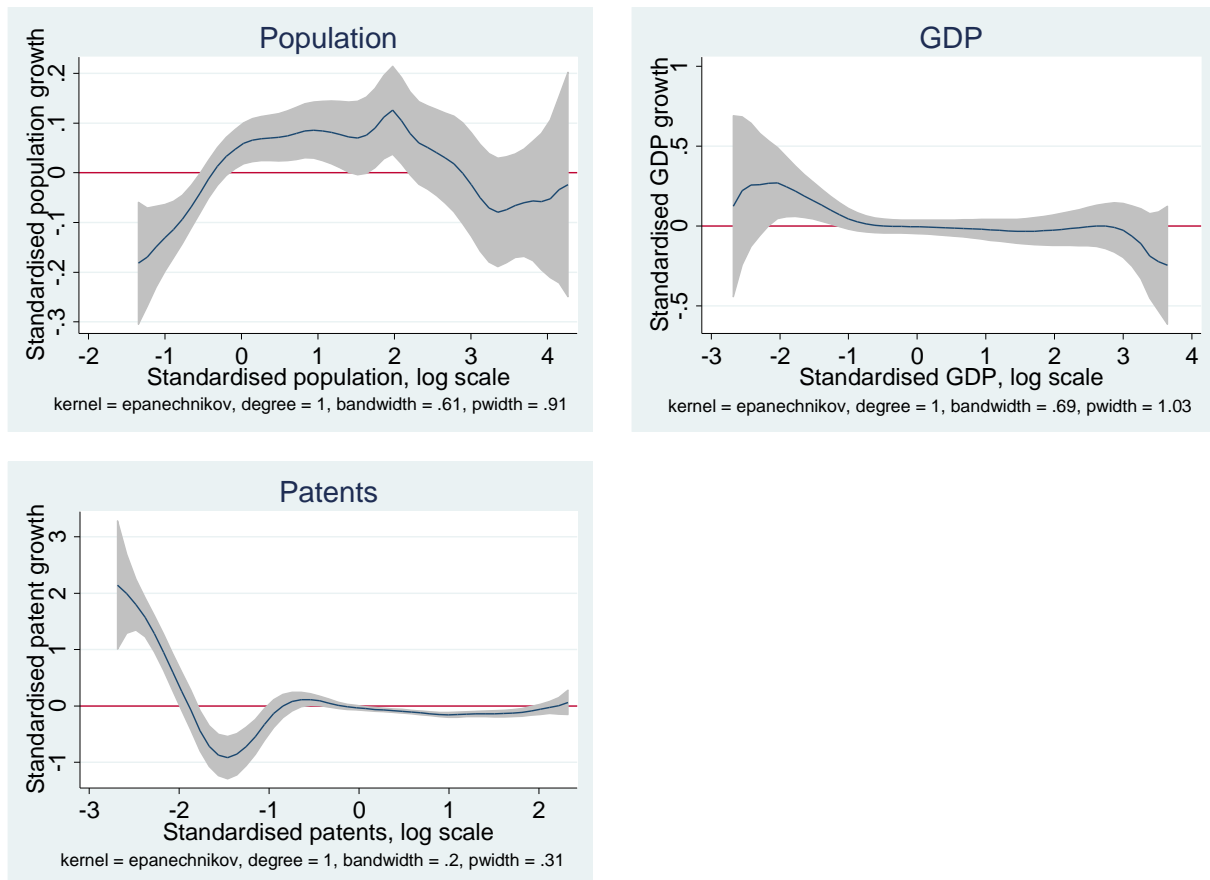 Population
Standardised population growth
.2
.1
0
-.1
-.2
-.3
-2 -1 0 1 2 3 4
Standardised population, log scale
kernel = epanechnikov, degree = 1, bandwidth = .61, pwidth = .91
GDP
Standardised GDP growth
1
.5
0
-.5
-3 -2 -1 0 1 2 3 4
Standardised GDP, log scale
kernel = epanechnikov, degree = 1, bandwidth = .69, pwidth = 1.03
Patents
Standardised patent growth
3
2
1
0
-1
-3 -2 -1 0 1 2
Standardised patents, log scale
kernel = epanechnikov, degree = 1, bandwidth = .2, pwidth = .31